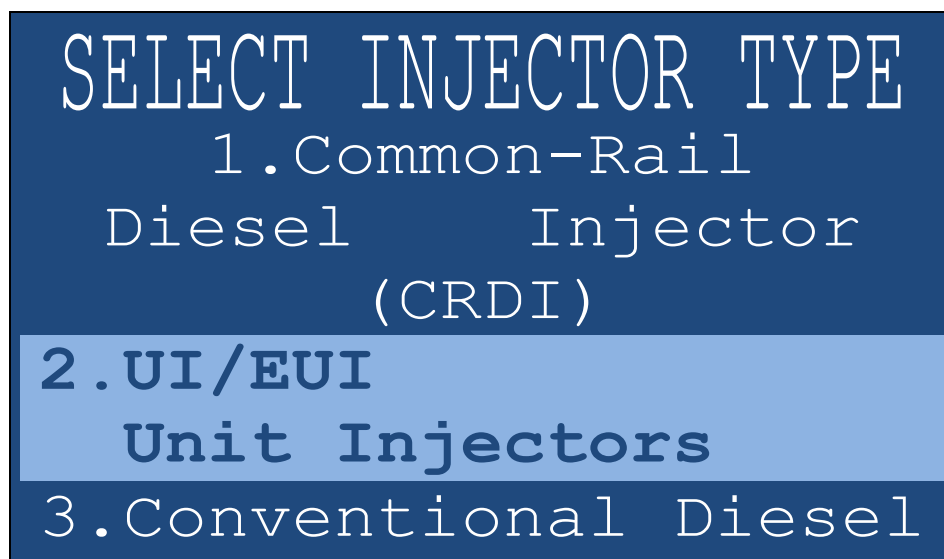 SELECT INJECTOR TYPE
1.Common-Rail
Diesel Injector
(CRDI)
2.UI/EUI
Unit Injectors
3.Conventional Diesel